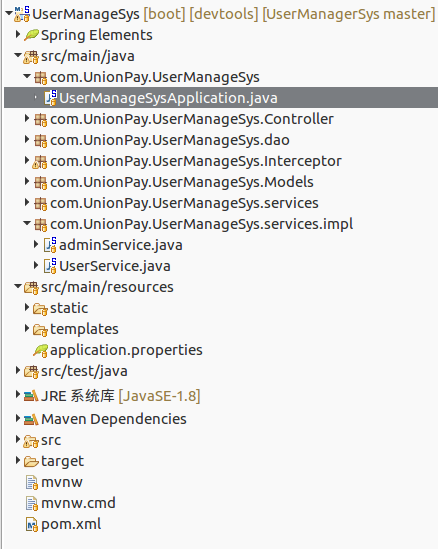 UserManageSys [boot] [devtools] [UserManagerSys master]
Spring Elements
src/main/java
com.UnionPay.UserManageSys
UserManageSysApplication.java
com.UnionPay.UserManageSys.Controller
com.UnionPay.UserManageSys.dao
com.UnionPay.UserManageSys.Interceptor
com.UnionPay.UserManageSys.Models
com.UnionPay.UserManageSys.services
com.UnionPay.UserManageSys.services.impl
adminService.java
UserService.java
src/main/resources
static
templates
application.properties
src/test/java
JRE 系统库 [JavaSE-1.8]
Maven Dependencies
src
target
mvnw
mvnw.cmd
pom.xml